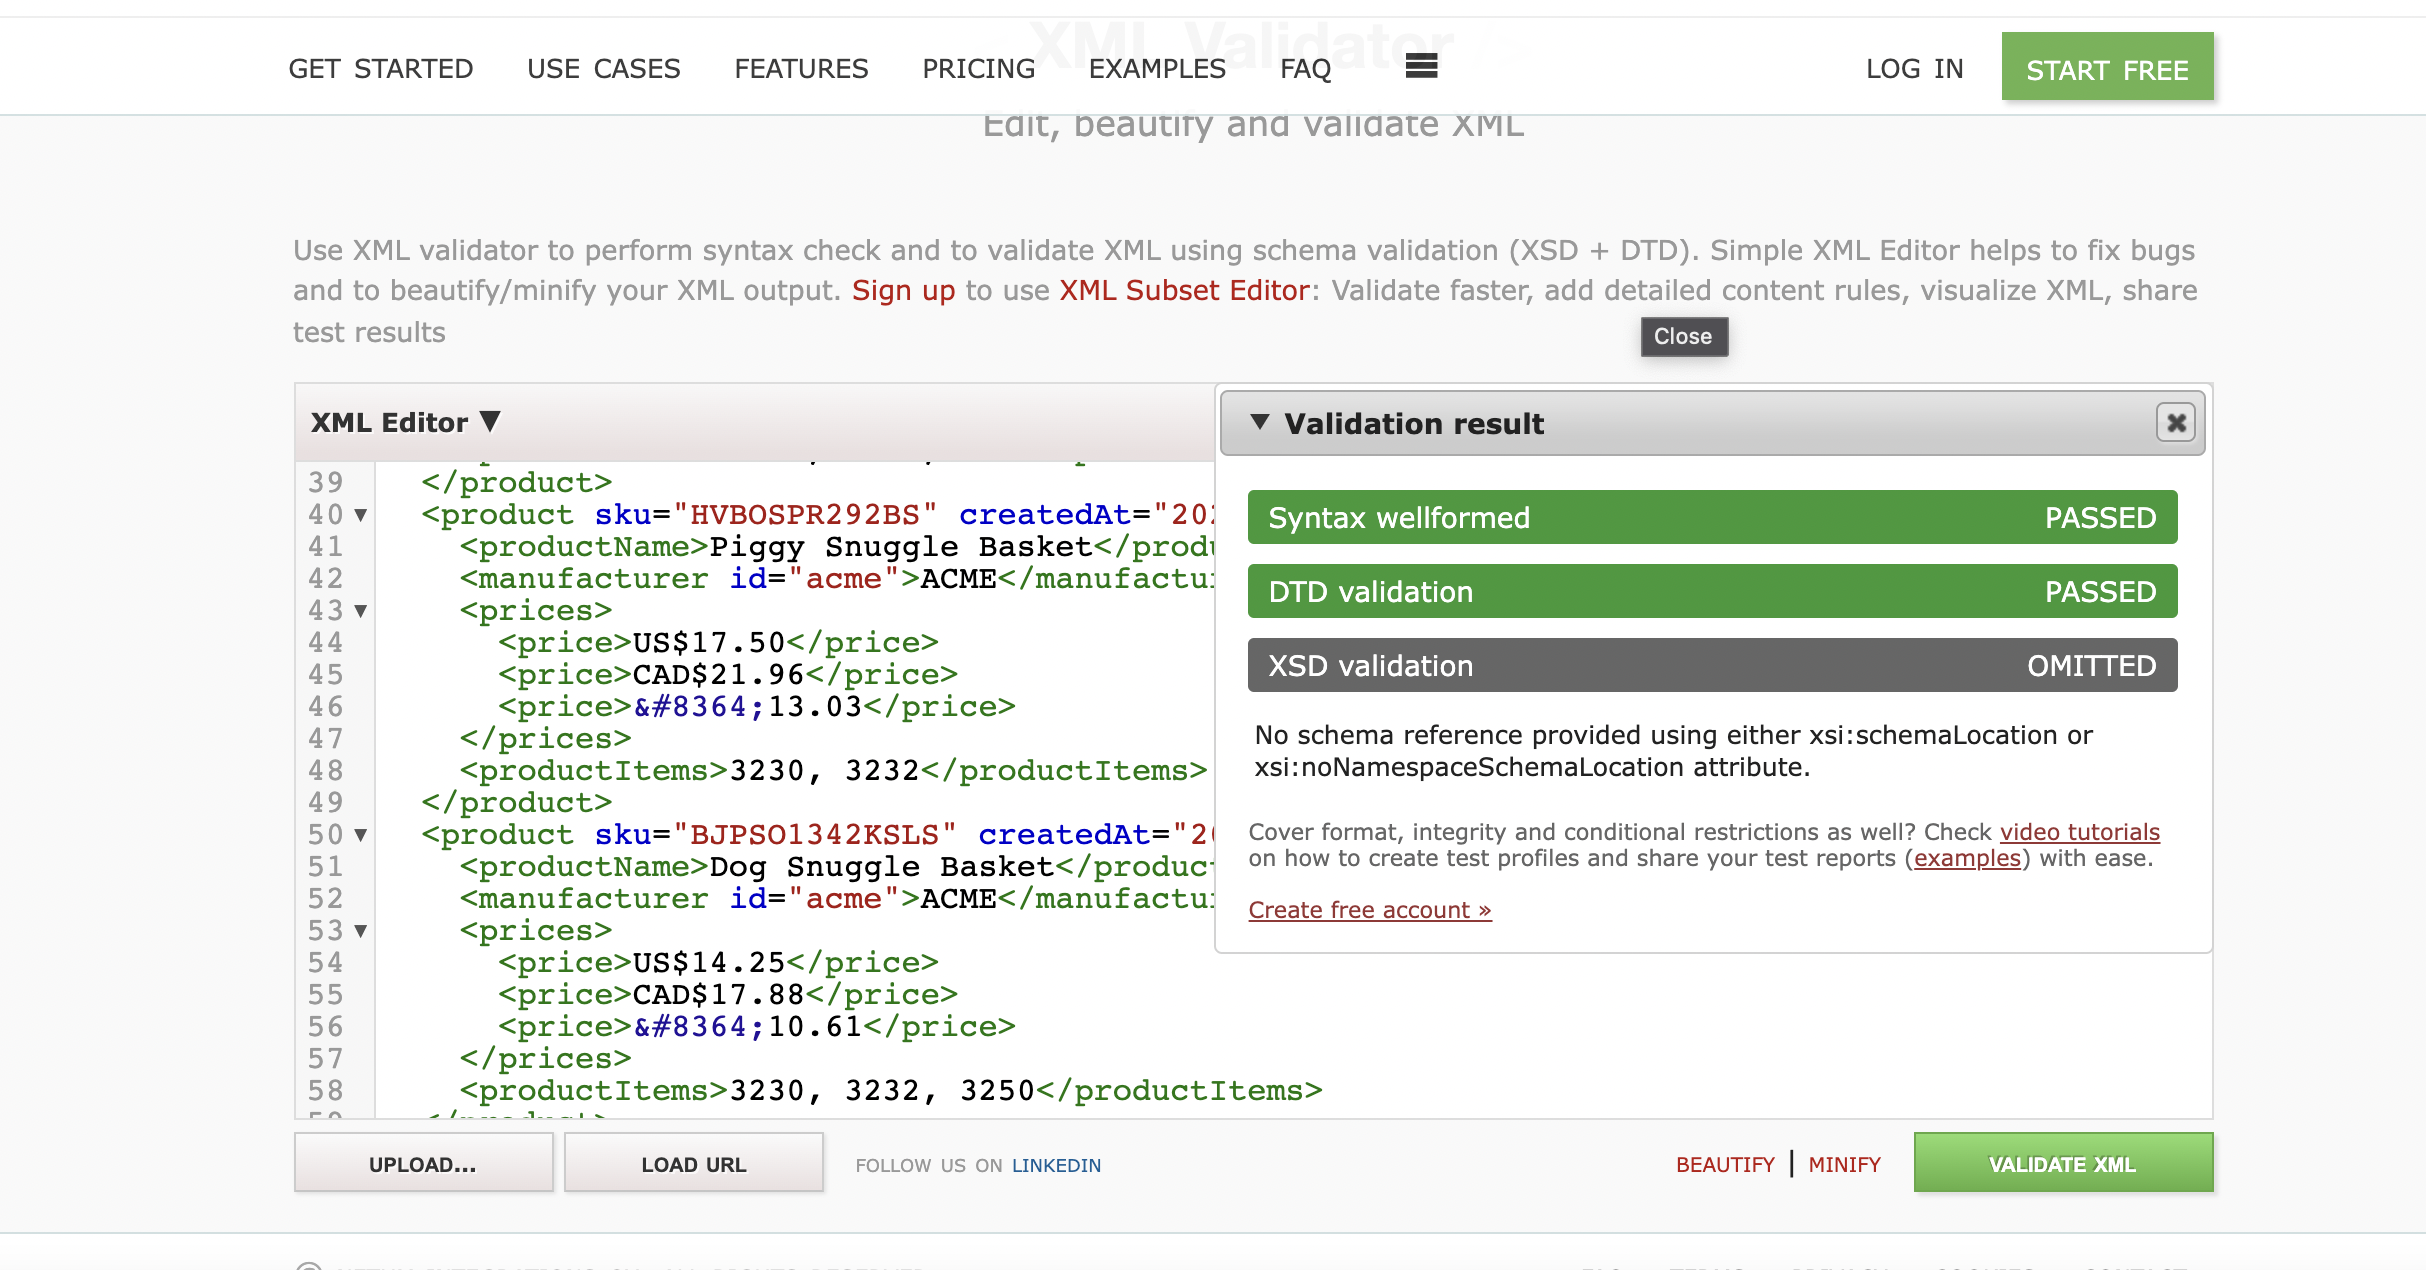 XML Validator
GET STARTED USE CASES FEATURES PRICING EXAMPLES FAQ LOG IN START FREE
Edit, beautify and validate XML
Use XML validator to perform syntax check and to validate XML using schema validation (XSD + DTD). Simple XML Editor helps to fix bugs
and to beautify/minify your XML output. Sign up to use XML Subset Editor: Validate faster, add detailed content rules, visualize XML, share
test results
Close
XML Editor ▼
39 </product>
40 ▼ <product sku="HVBOSPR292BS" createdAt="202
41 <productName>Piggy Snuggle Basket</produ
42 <manufacturer id="acme">ACME</manufactu
43 ▼ <prices>
44 <price>US$17.50</price>
45 <price>CAD$21.96</price>
46 <price>&#8364;13.03</price>
47 </prices>
48 <productItems>3230, 3232</productItems>
49 </product>
50 ▼ <product sku="BJPSO1342KSLS" createdAt="20
51 <productName>Dog Snuggle Basket</produc
52 <manufacturer id="acme">ACME</manufactu
53 ▼ <prices>
54 <price>US$14.25</price>
55 <price>CAD$17.88</price>
56 <price>&#8364;10.61</price>
57 </prices>
58 <productItems>3230, 3232, 3250</productItems>
59 </product>
▼ Validation result
Syntax wellformed PASSED
DTD validation PASSED
XSD validation OMITTED
No schema reference provided using either xsi:schemaLocation or
xsi:noNamespaceSchemaLocation attribute.
Cover format, integrity and conditional restrictions as well? Check video tutorials
on how to create test profiles and share your test reports (examples) with ease.
Create free account »
UPLOAD... LOAD URL FOLLOW US ON LINKEDIN BEAUTIFY | MINIFY VALIDATE XML